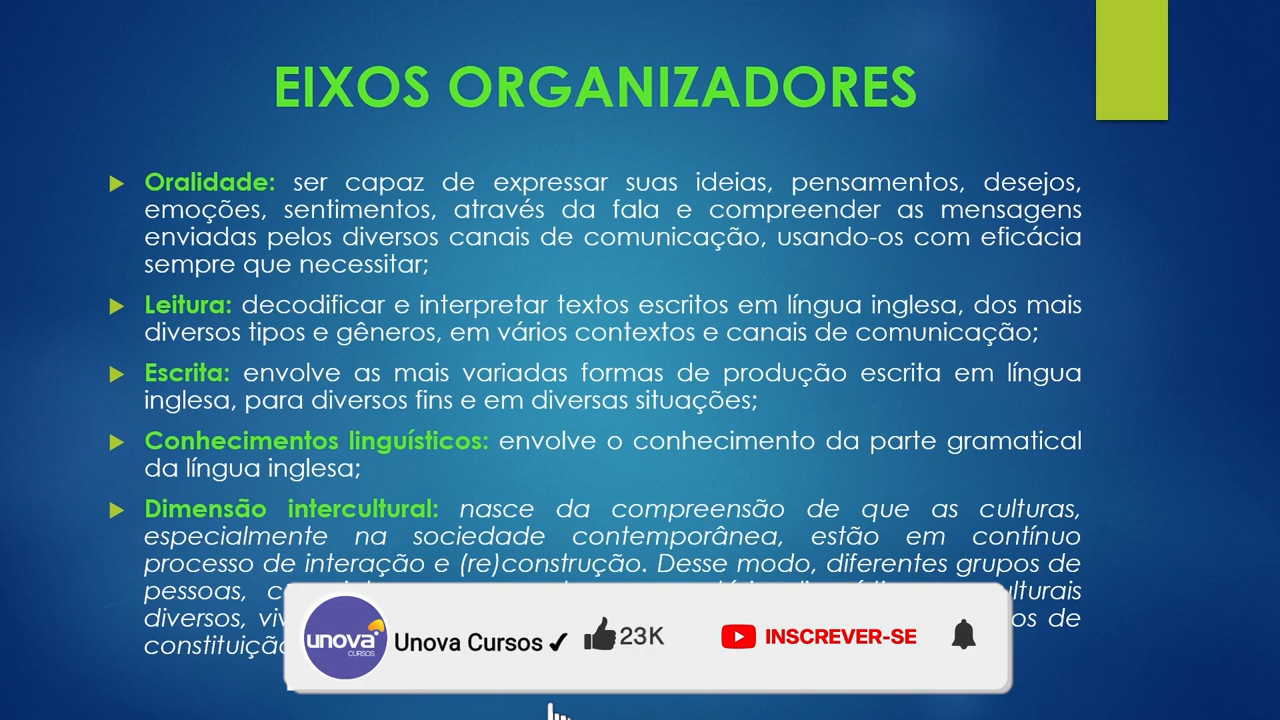 EIXOS ORGANIZADORES
Oralidade: ser capaz de expressar suas ideias, pensamentos, desejos,
emoções, sentimentos, através da fala e compreender as mensagens
enviadas pelos diversos canais de comunicação, usando-os com eficácia
sempre que necessitar;
Leitura: decodificar e interpretar textos escritos em língua inglesa, dos mais
diversos tipos e gêneros, em vários contextos e canais de comunicação;
Escrita: envolve as mais variadas formas de produção escrita em língua
inglesa, para diversos fins e em diversas situações;
Conhecimentos linguísticos: envolve o conhecimento da parte gramatical
da língua inglesa;
Dimensão intercultural: nasce da compreensão de que as culturas,
especialmente na sociedade contemporânea, estão em contínuo
processo de interação e (re)construção. Desse modo, diferentes grupos de
pessoas,
diversos, de
unova CURSOS Unova Cursos ✔ 23K INSCREVER-SE